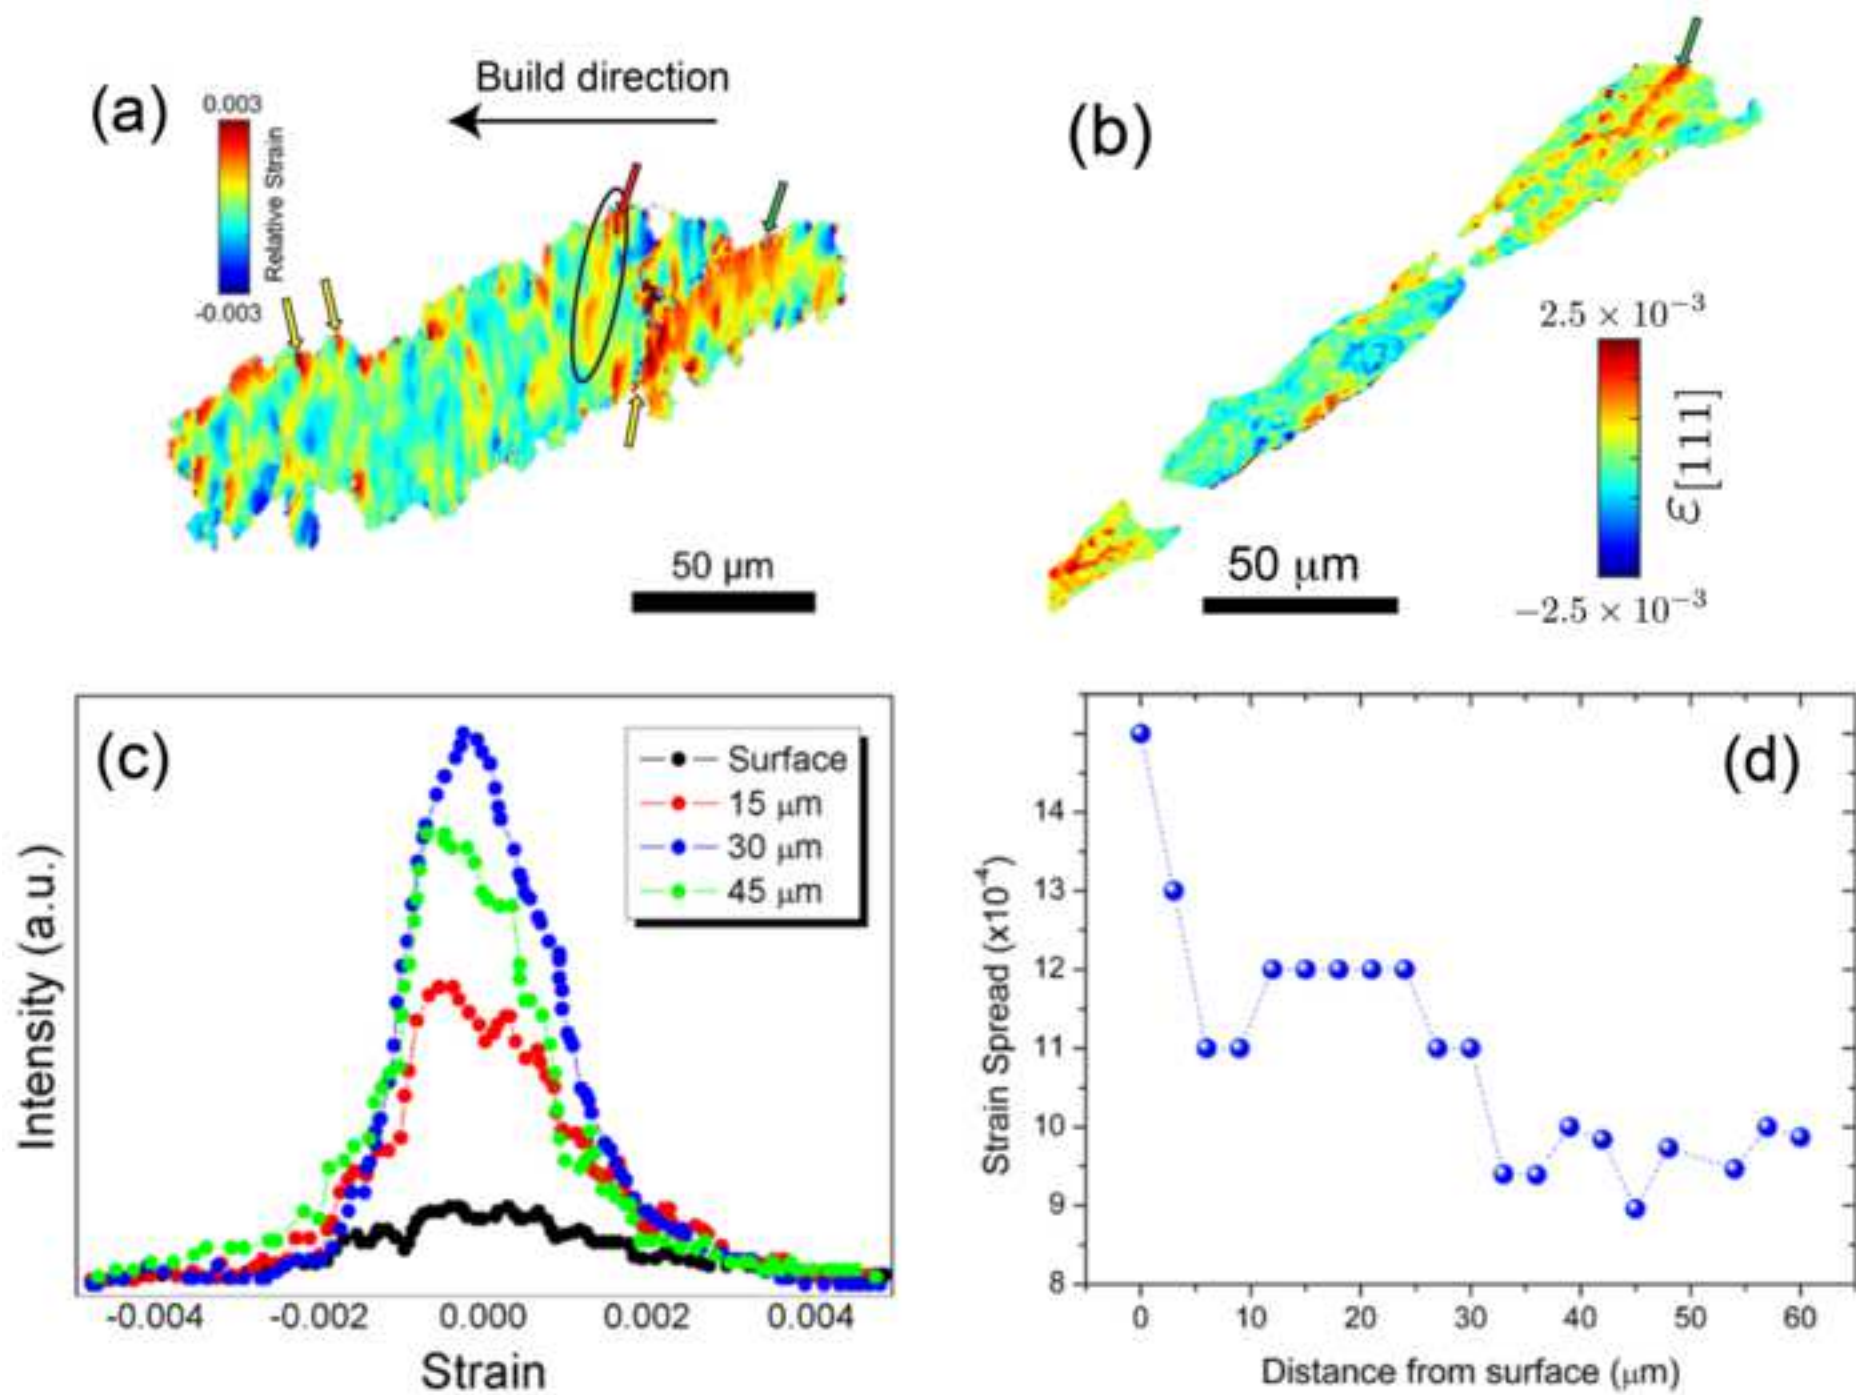 (a)
Build direction
0.003
Relative Strain
-0.003
50 µm
(b)
2.5 × 10⁻³
ε[111]
−2.5 × 10⁻³
50 µm
(c)
Surface
15 µm
30 µm
45 µm
Intensity (a.u.)
-0.004 -0.002 0.000 0.002 0.004
Strain
(d)
14
13
12
11
10
9
8
Strain Spread (x10⁻⁴)
0 10 20 30 40 50 60
Distance from surface (µm)